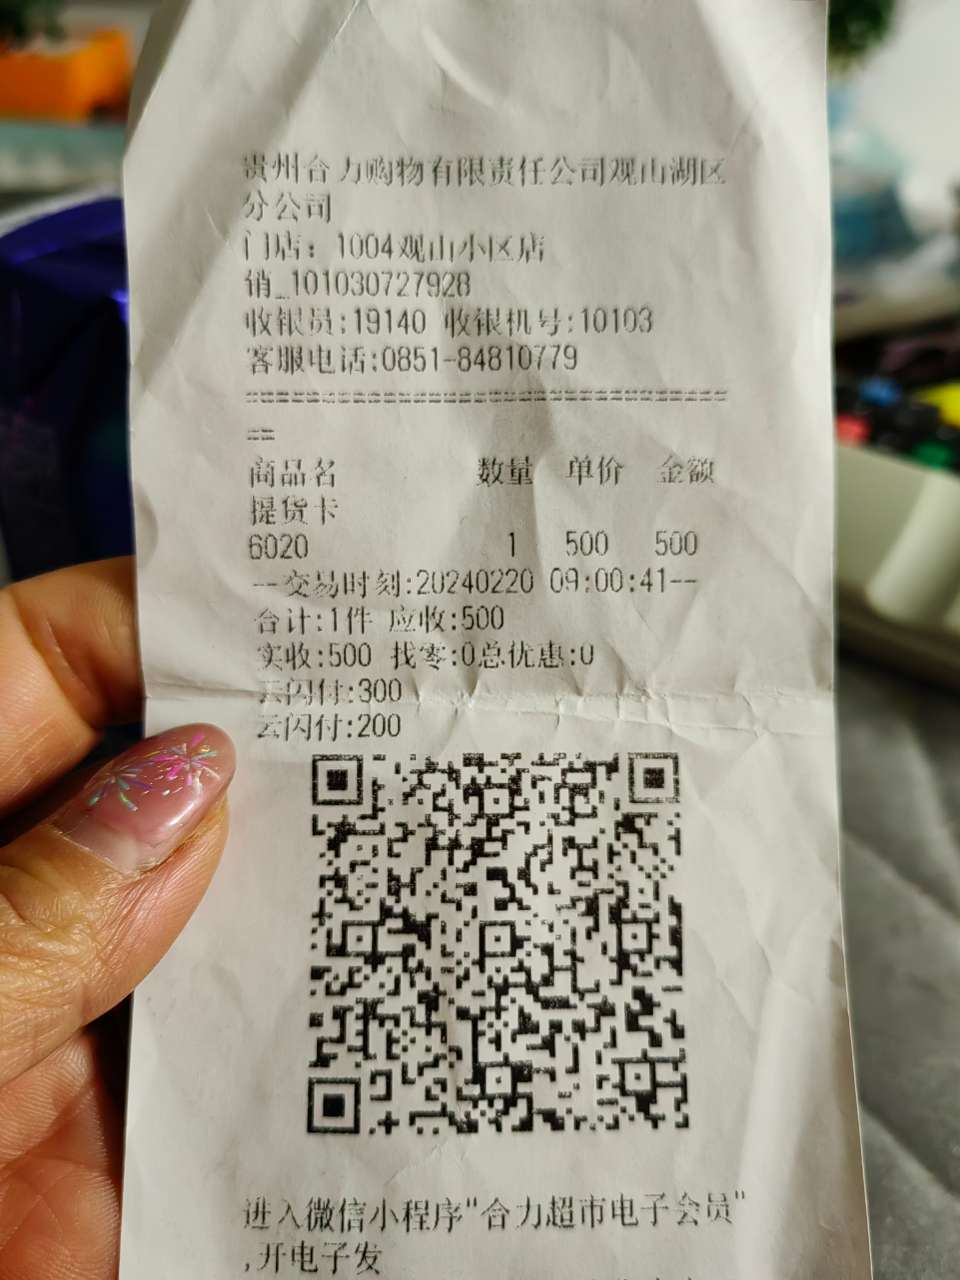 贵州合力购物有限责任公司观山湖区
分公司
门店：1004观山小区店
销_101030727928
收银员:19140 收银机号:10103
客服电话:0851-84810779
================================================
==
商品名 数量 单价 金额
提货卡
6020 1 500 500
--交易时刻:20240220 09:00:41--
合计:1件 应收:500
实收:500 找零:0总优惠:0
云闪付:300
云闪付:200
进入微信小程序"合力超市电子会员"
,开电子发